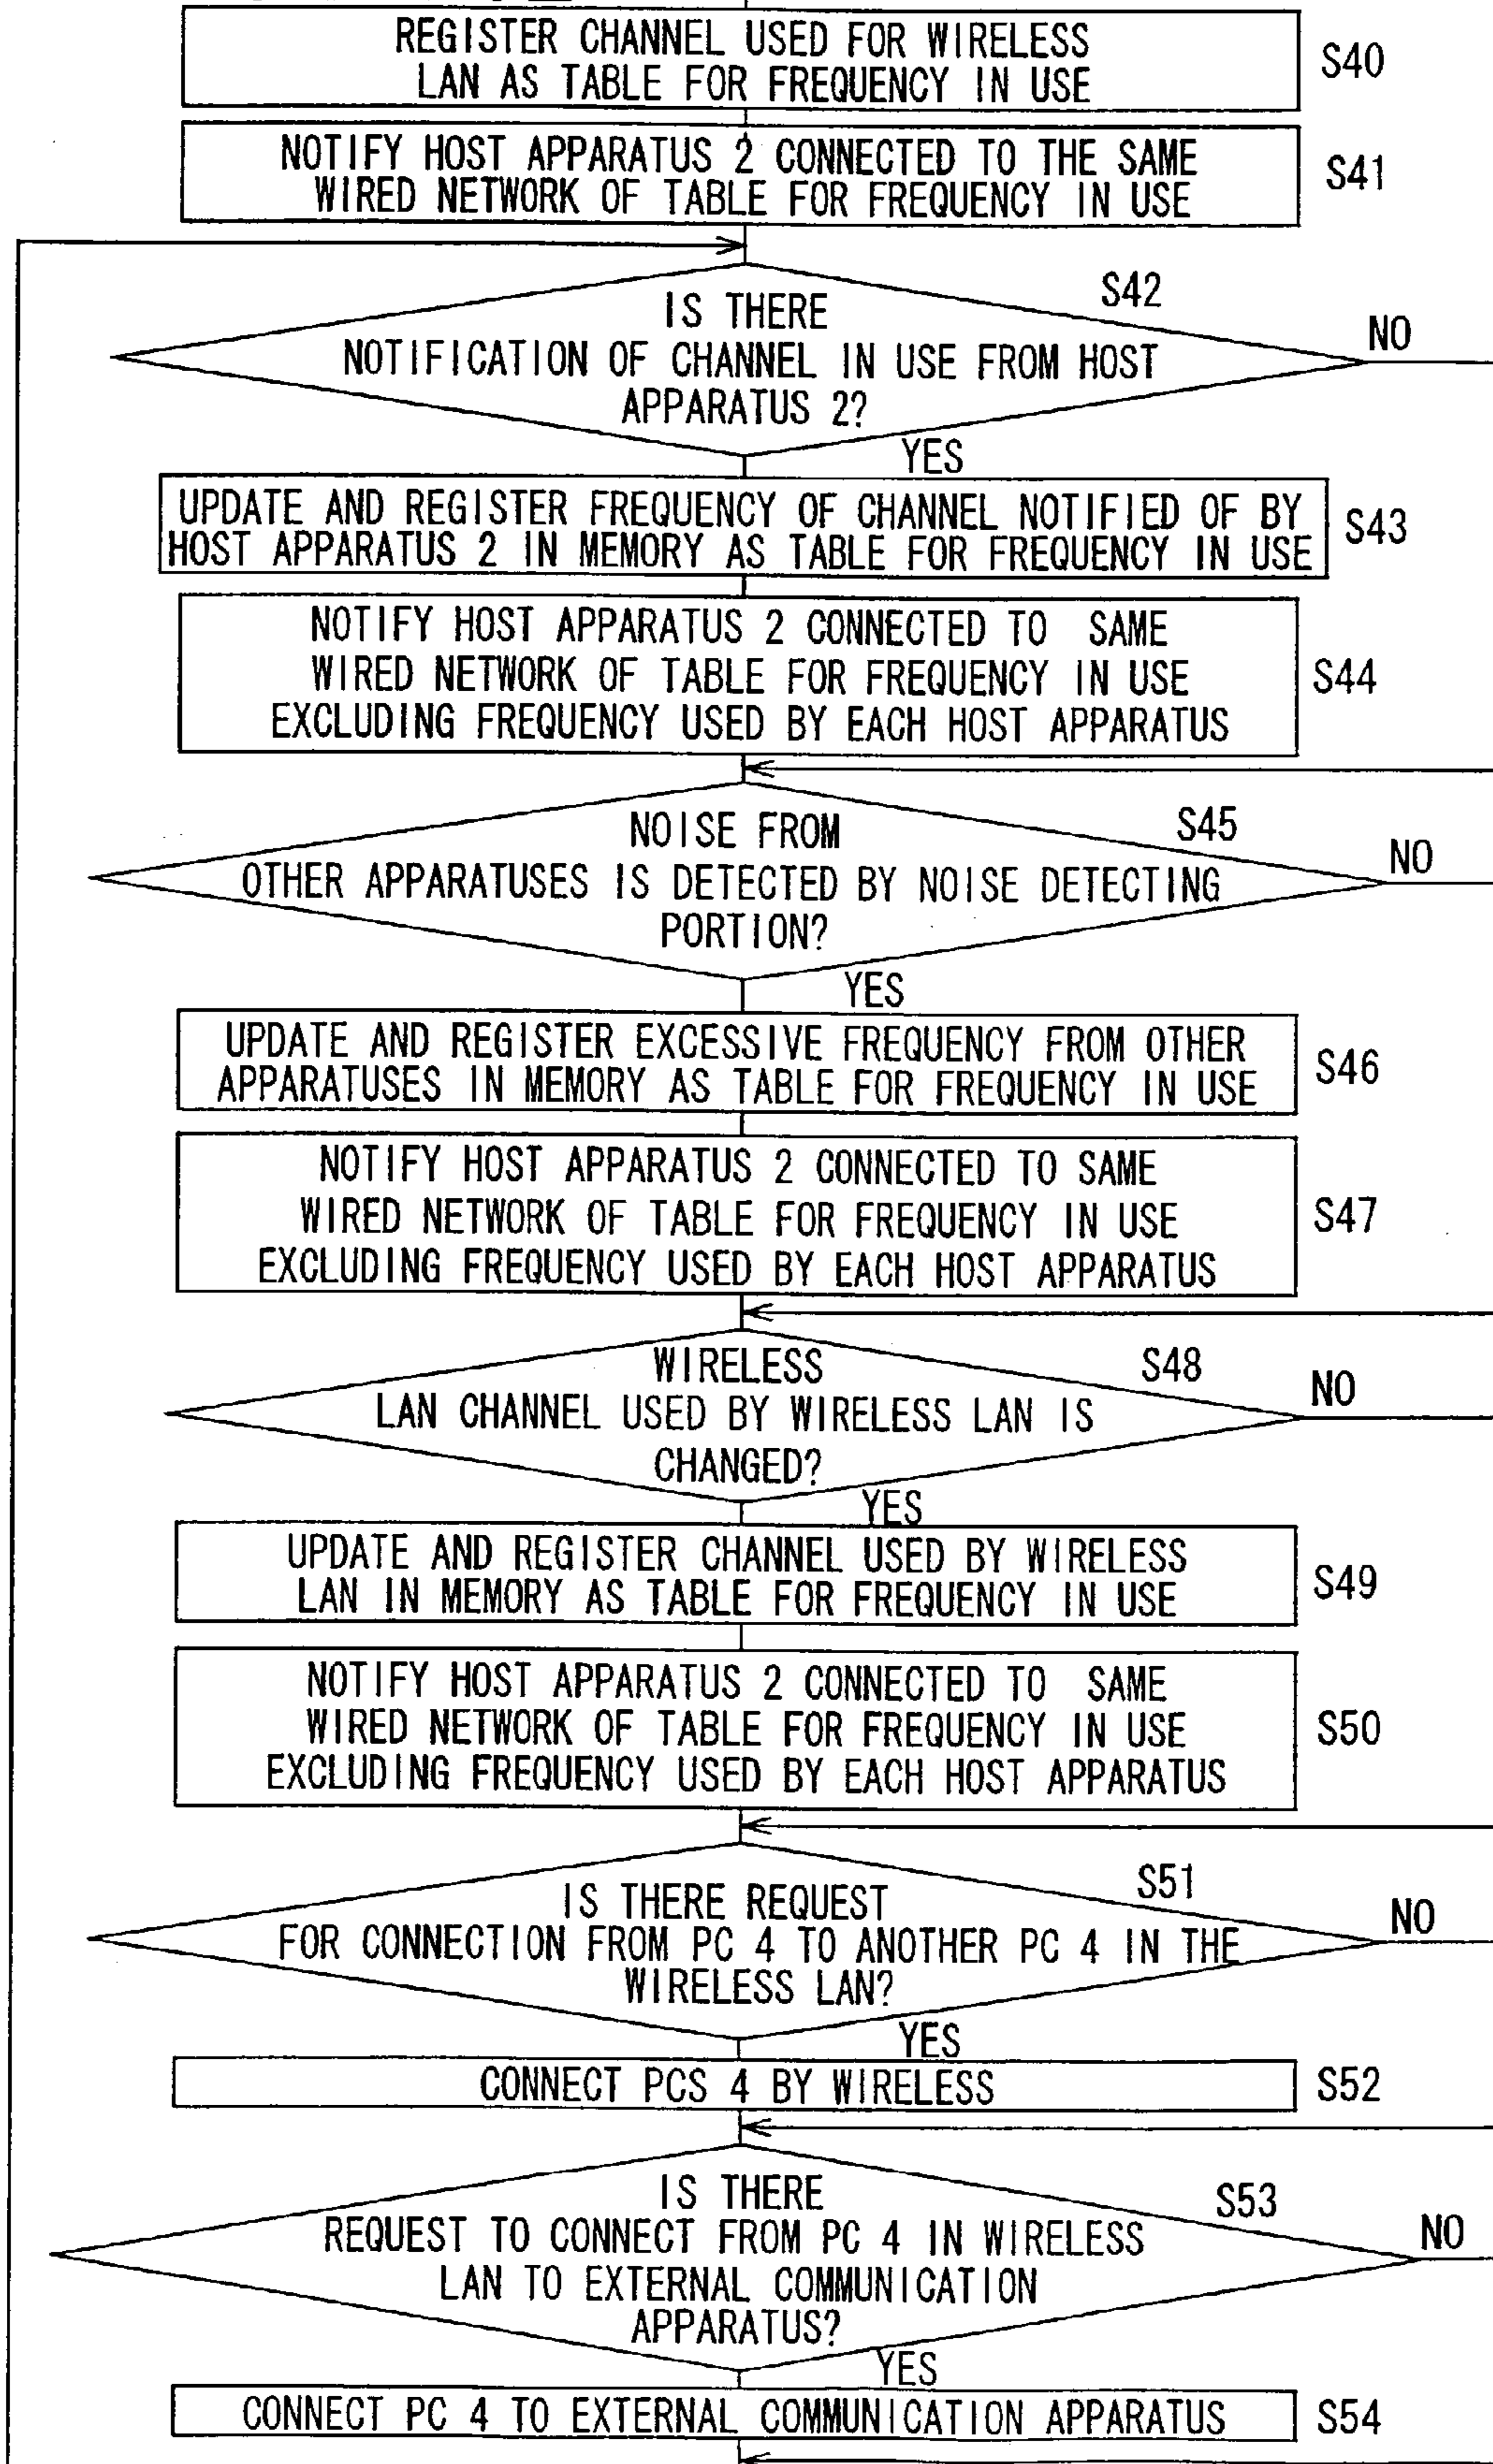 REGISTER CHANNEL USED FOR WIRELESS
LAN AS TABLE FOR FREQUENCY IN USE
S40
NOTIFY HOST APPARATUS 2 CONNECTED TO THE SAME
WIRED NETWORK OF TABLE FOR FREQUENCY IN USE
S41
S42
IS THERE
NOTIFICATION OF CHANNEL IN USE FROM HOST
APPARATUS 2?
NO
YES
UPDATE AND REGISTER FREQUENCY OF CHANNEL NOTIFIED OF BY
HOST APPARATUS 2 IN MEMORY AS TABLE FOR FREQUENCY IN USE
S43
NOTIFY HOST APPARATUS 2 CONNECTED TO SAME
WIRED NETWORK OF TABLE FOR FREQUENCY IN USE
EXCLUDING FREQUENCY USED BY EACH HOST APPARATUS
S44
S45
NOISE FROM
OTHER APPARATUSES IS DETECTED BY NOISE DETECTING
PORTION?
NO
YES
UPDATE AND REGISTER EXCESSIVE FREQUENCY FROM OTHER
APPARATUSES IN MEMORY AS TABLE FOR FREQUENCY IN USE
S46
NOTIFY HOST APPARATUS 2 CONNECTED TO SAME
WIRED NETWORK OF TABLE FOR FREQUENCY IN USE
EXCLUDING FREQUENCY USED BY EACH HOST APPARATUS
S47
S48
WIRELESS
LAN CHANNEL USED BY WIRELESS LAN IS
CHANGED?
NO
YES
UPDATE AND REGISTER CHANNEL USED BY WIRELESS
LAN IN MEMORY AS TABLE FOR FREQUENCY IN USE
S49
NOTIFY HOST APPARATUS 2 CONNECTED TO SAME
WIRED NETWORK OF TABLE FOR FREQUENCY IN USE
EXCLUDING FREQUENCY USED BY EACH HOST APPARATUS
S50
S51
IS THERE REQUEST
FOR CONNECTION FROM PC 4 TO ANOTHER PC 4 IN THE
WIRELESS LAN?
NO
YES
CONNECT PCS 4 BY WIRELESS
S52
S53
IS THERE
REQUEST TO CONNECT FROM PC 4 IN WIRELESS
LAN TO EXTERNAL COMMUNICATION
APPARATUS?
NO
YES
CONNECT PC 4 TO EXTERNAL COMMUNICATION APPARATUS
S54